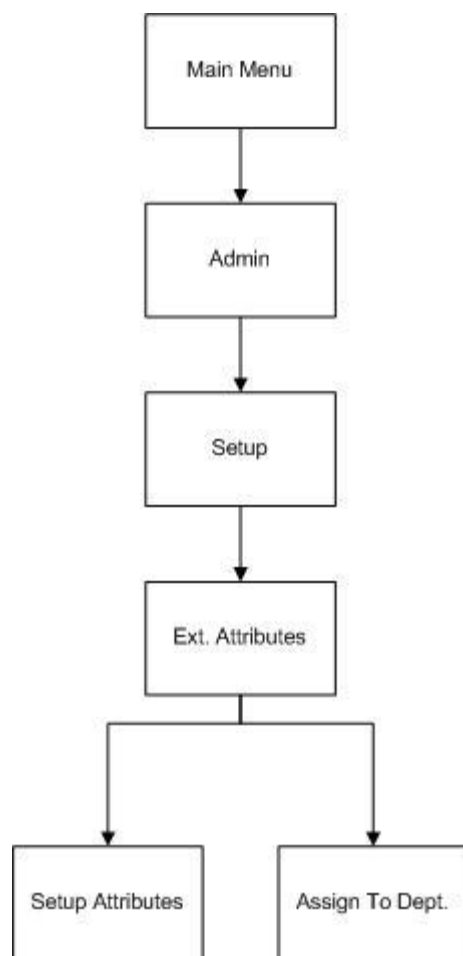 Main Menu
Admin
Setup
Ext. Attributes
Setup Attributes
Assign To Dept.